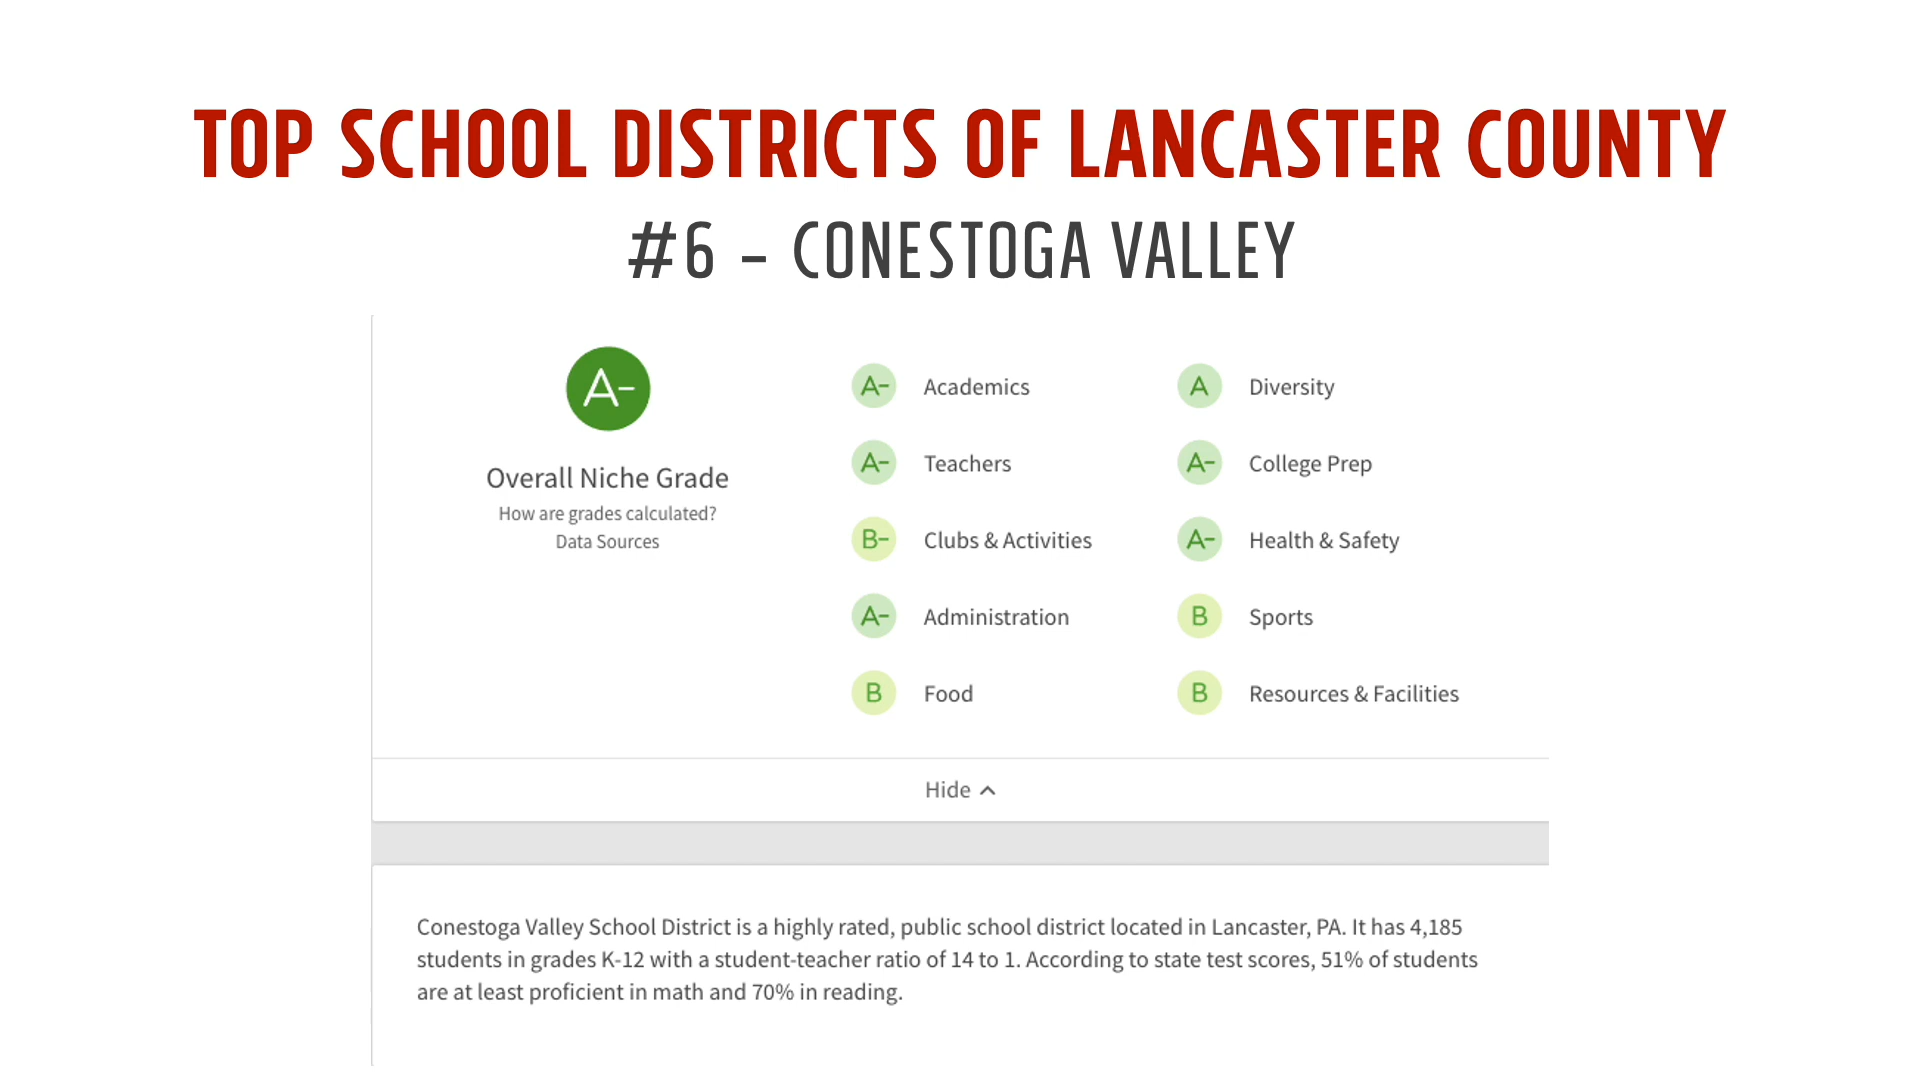 TOP SCHOOL DISTRICTS OF LANCASTER COUNTY
#6 – CONESTOGA VALLEY
A-
Overall Niche Grade
How are grades calculated?
Data Sources
A- Academics
A- Teachers
B- Clubs & Activities
A- Administration
B Food
A Diversity
A- College Prep
A- Health & Safety
B Sports
B Resources & Facilities
Hide
Conestoga Valley School District is a highly rated, public school district located in Lancaster, PA. It has 4,185
students in grades K-12 with a student-teacher ratio of 14 to 1. According to state test scores, 51% of students
are at least proficient in math and 70% in reading.